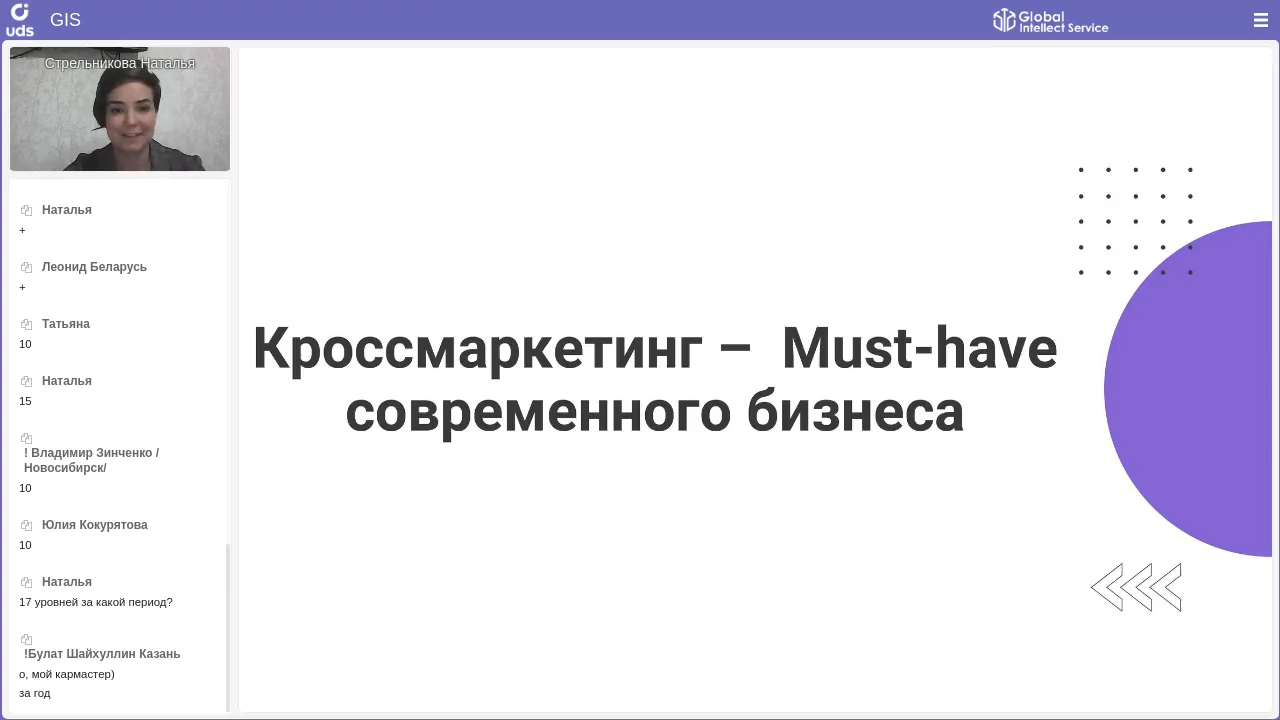 uds
GIS
Global
Intellect Service
Стрельникова Наталья
Наталья
+
Леонид Беларусь
+
Татьяна
10
Наталья
15
! Владимир Зинченко /
Новосибирск/
10
Юлия Кокурятова
10
Наталья
17 уровней за какой период?
!Булат Шайхуллин Казань
о, мой кармастер)
за год
Кроссмаркетинг – Must-have
современного бизнеса